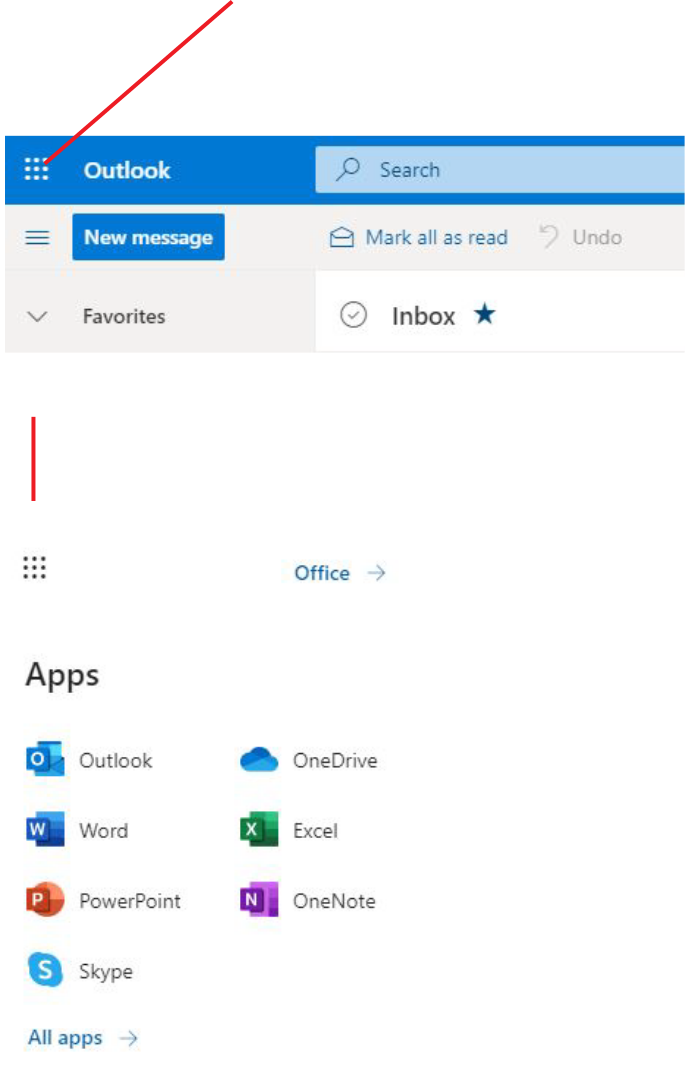 Outlook Search
New message Mark all as read Undo
Favorites Inbox
Office
Apps
Outlook OneDrive
Word Excel
PowerPoint OneNote
Skype
All apps